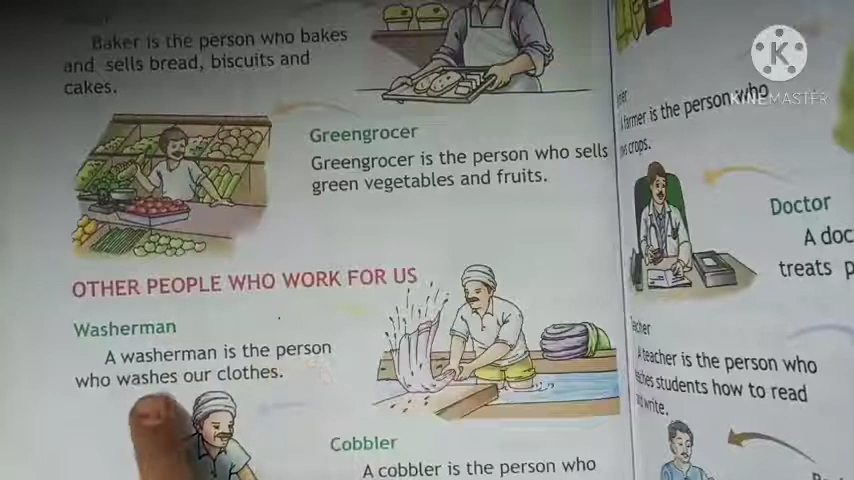 Baker is the person who bakes
and sells bread, biscuits and
cakes.
Greengrocer
Greengrocer is the person who sells
green vegetables and fruits.
OTHER PEOPLE WHO WORK FOR US
Washerman
A washerman is the person
who washes our clothes.
Cobbler
A cobbler is the person who
A farmer is the person who
crops.
Doctor
A doc
treats p
Teacher
A teacher is the person who
students how to read
write.
K
KINEMASTER